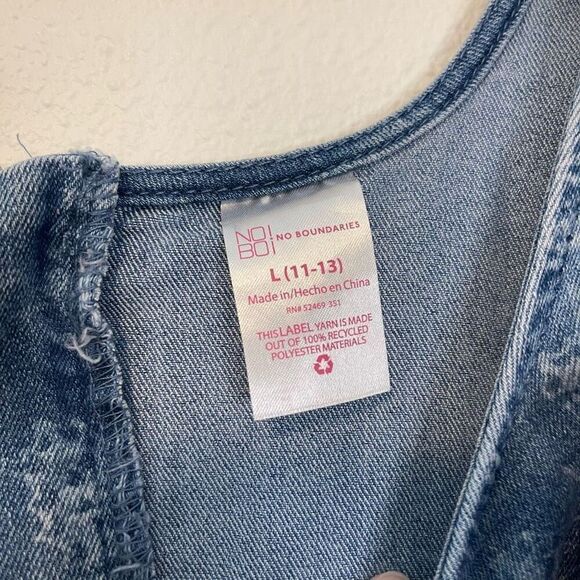 NO!
BO!
NO BOUNDARIES
L (11-13)
Made in/Hecho en China
RN# 52469 351
THIS LABEL YARN IS MADE
OUT OF 100% RECYCLED
POLYESTER MATERIALS